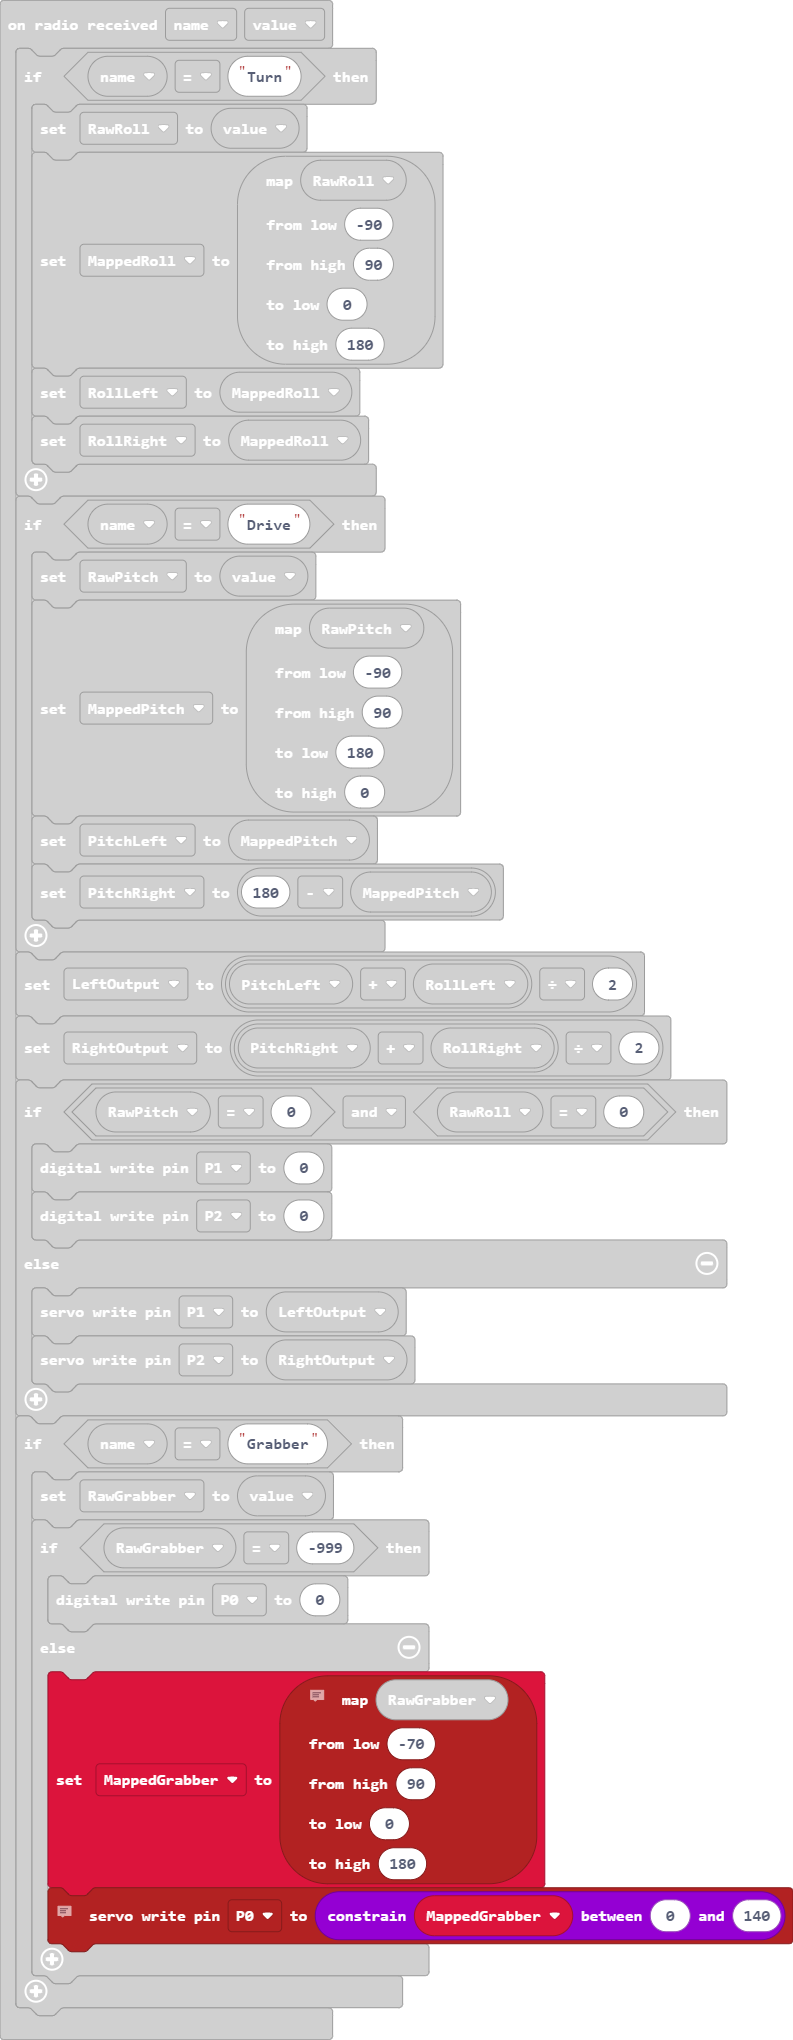 on radio received name value
if name = "Turn" then
set RawRoll to value
map RawRoll
from low -90
set MappedRoll to from high 90
to low 0
to high 180
set RollLeft to MappedRoll
set RollRight to MappedRoll
if name = "Drive" then
set RawPitch to value
map RawPitch
from low -90
set MappedPitch to from high 90
to low 180
to high 0
set PitchLeft to MappedPitch
set PitchRight to 180 - MappedPitch
set LeftOutput to PitchLeft + RollLeft ÷ 2
set RightOutput to PitchRight + RollRight ÷ 2
if RawPitch = 0 and RawRoll = 0 then
digital write pin P1 to 0
digital write pin P2 to 0
else
servo write pin P1 to LeftOutput
servo write pin P2 to RightOutput
if name = "Grabber" then
set RawGrabber to value
if RawGrabber = -999 then
digital write pin P0 to 0
else
map RawGrabber
from low -70
set MappedGrabber to from high 90
to low 0
to high 180
servo write pin P0 to constrain MappedGrabber between 0 and 140